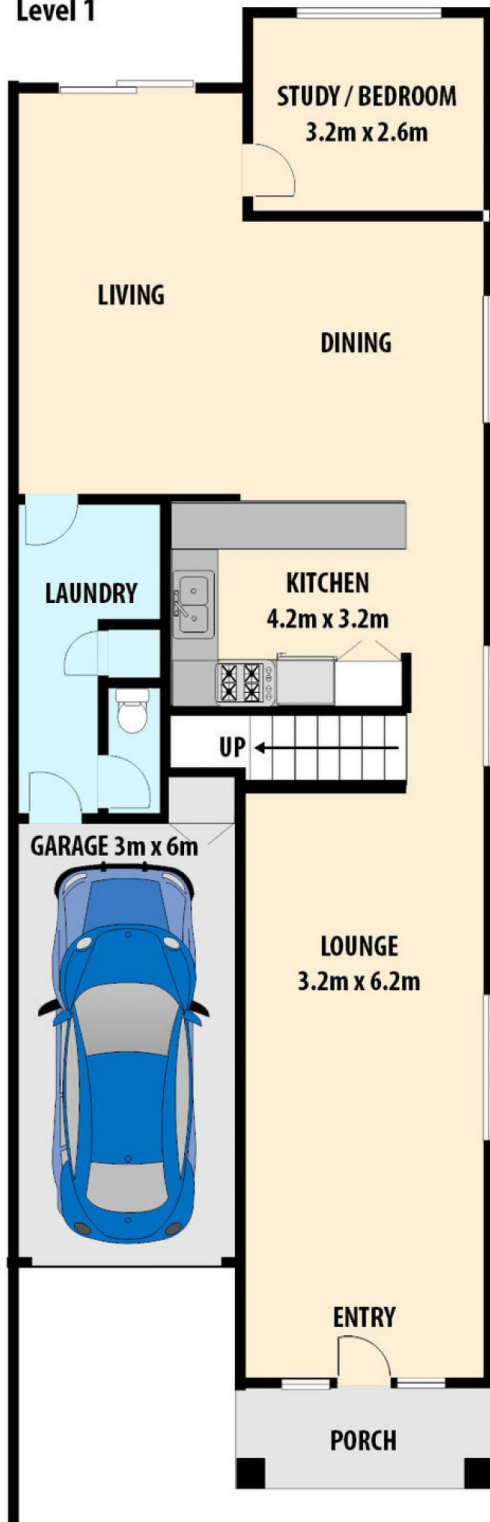 Level 1
STUDY / BEDROOM
3.2m x 2.6m
LIVING
DINING
LAUNDRY
KITCHEN
4.2m x 3.2m
UP
GARAGE 3m x 6m
LOUNGE
3.2m x 6.2m
ENTRY
PORCH